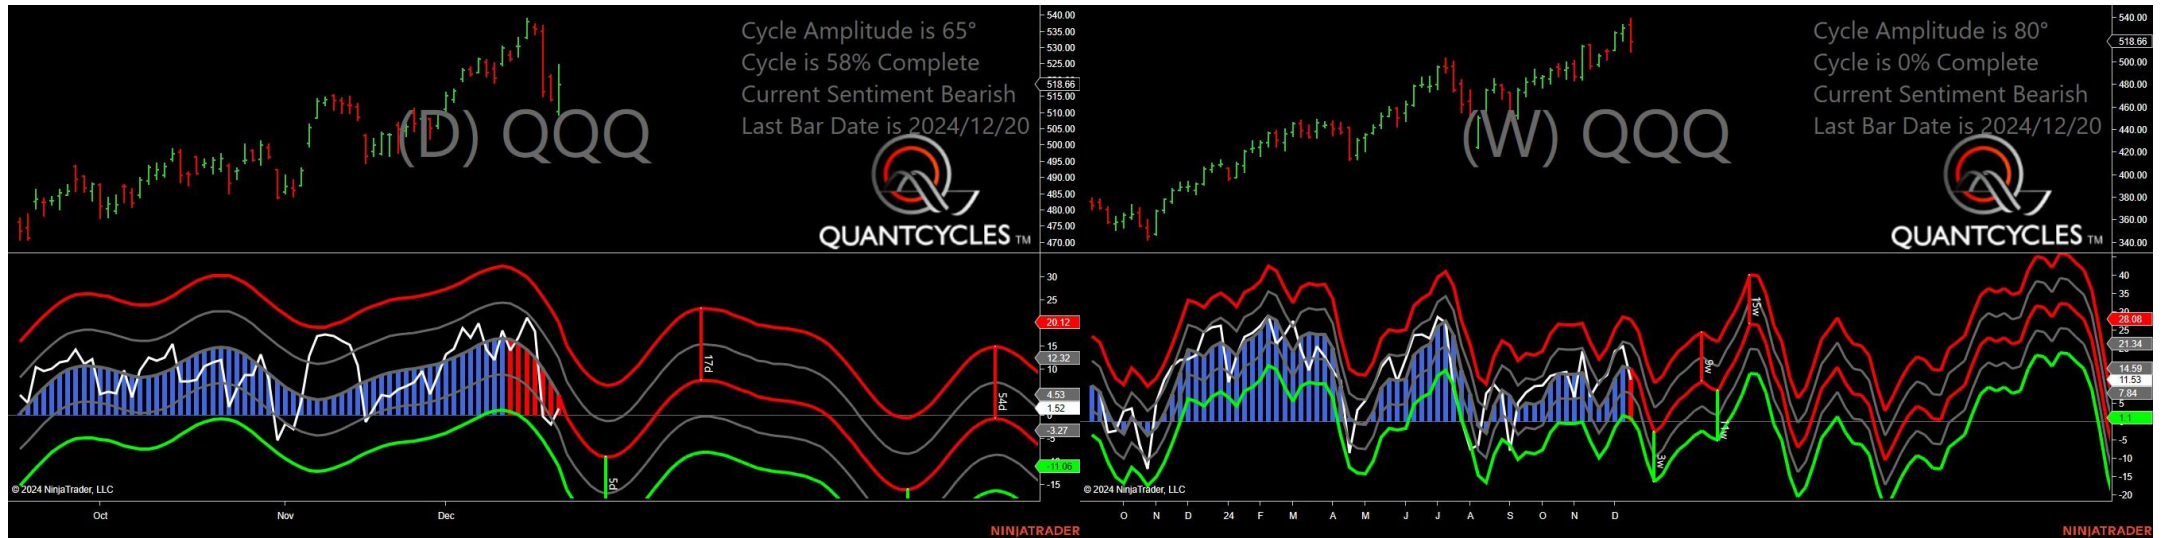 Cycle Amplitude is 65°
Cycle is 58% Complete
Current Sentiment Bearish
Last Bar Date is 2024/12/20
(D) QQQ
QUANTCYCLES TM
540.00
535.00
530.00
525.00
518.66
515.00
510.00
505.00
500.00
495.00
490.00
485.00
480.00
475.00
470.00
30
25
20.12
15
12.32
10
4.53
1.52
-3.27
-5
-11.06
-15
17d
54d
5d
© 2024 NinjaTrader, LLC
Oct
Nov
Dec
NINJATRADER
Cycle Amplitude is 80°
Cycle is 0% Complete
Current Sentiment Bearish
Last Bar Date is 2024/12/20
(W) QQQ
QUANTCYCLES TM
540.00
518.66
500.00
480.00
460.00
440.00
420.00
400.00
380.00
360.00
340.00
40
35
30
28.08
25
21.34
14.59
11.53
7.84
5
1.1
-5
-10
-15
-20
15w
9w
11w
3w
© 2024 NinjaTrader, LLC
O N D 24 F M A M J J A S O N D
NINJATRADER